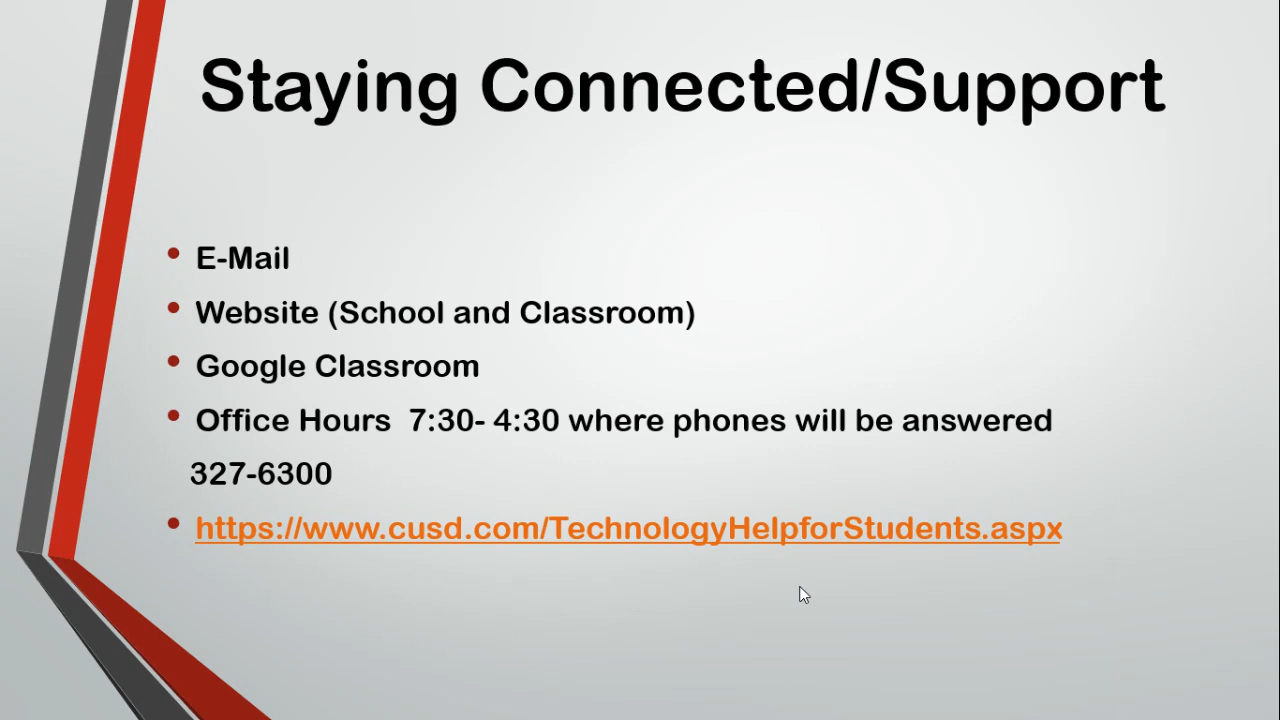 Staying Connected/Support
• E-Mail
• Website (School and Classroom)
• Google Classroom
• Office Hours  7:30- 4:30 where phones will be answered
327-6300
• https://www.cusd.com/TechnologyHelpforStudents.aspx